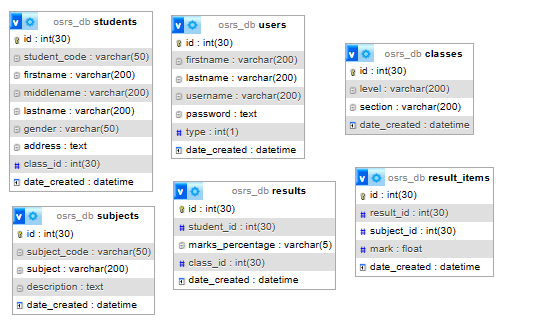 osrs_db students
id : int(30)
student_code : varchar(50)
firstname : varchar(200)
middlename : varchar(200)
lastname : varchar(200)
gender : varchar(50)
address : text
class_id : int(30)
date_created : datetime
osrs_db users
id : int(30)
firstname : varchar(200)
lastname : varchar(200)
username : varchar(200)
password : text
type : int(1)
date_created : datetime
osrs_db classes
id : int(30)
level : varchar(200)
section : varchar(200)
date_created : datetime
osrs_db subjects
id : int(30)
subject_code : varchar(50)
subject : varchar(200)
description : text
date_created : datetime
osrs_db results
id : int(30)
student_id : int(30)
marks_percentage : varchar(5)
class_id : int(30)
date_created : datetime
osrs_db result_items
id : int(30)
result_id : int(30)
subject_id : int(30)
mark : float
date_created : datetime